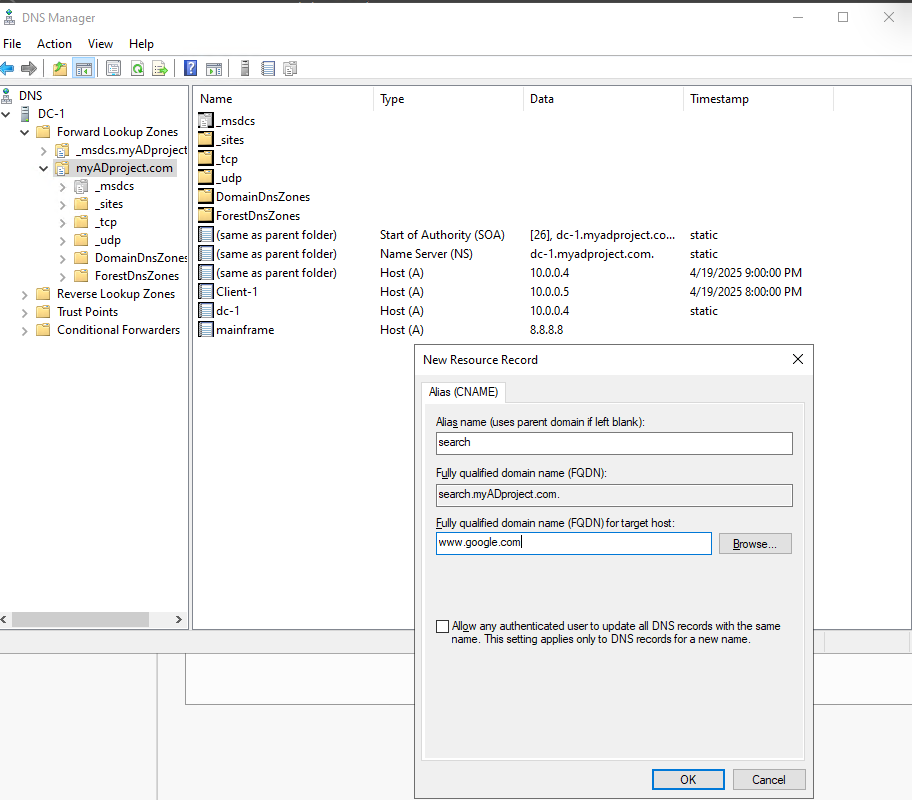 DNS Manager
File Action View Help
DNS
DC-1
Forward Lookup Zones
_msdcs.myADproject
myADproject.com
_msdcs
_sites
_tcp
_udp
DomainDnsZones
ForestDnsZones
Reverse Lookup Zones
Trust Points
Conditional Forwarders
Name Type Data Timestamp
_msdcs
_sites
_tcp
_udp
DomainDnsZones
ForestDnsZones
(same as parent folder) Start of Authority (SOA) [26], dc-1.myadproject.co... static
(same as parent folder) Name Server (NS) dc-1.myadproject.com. static
(same as parent folder) Host (A) 10.0.0.4 4/19/2025 9:00:00 PM
Client-1 Host (A) 10.0.0.5 4/19/2025 8:00:00 PM
dc-1 Host (A) 10.0.0.4 static
mainframe Host (A) 8.8.8.8
New Resource Record
Alias (CNAME)
Alias name (uses parent domain if left blank):
search
Fully qualified domain name (FQDN):
search.myADproject.com.
Fully qualified domain name (FQDN) for target host:
www.google.com
Browse...
Allow any authenticated user to update all DNS records with the same
name. This setting applies only to DNS records for a new name.
OK Cancel